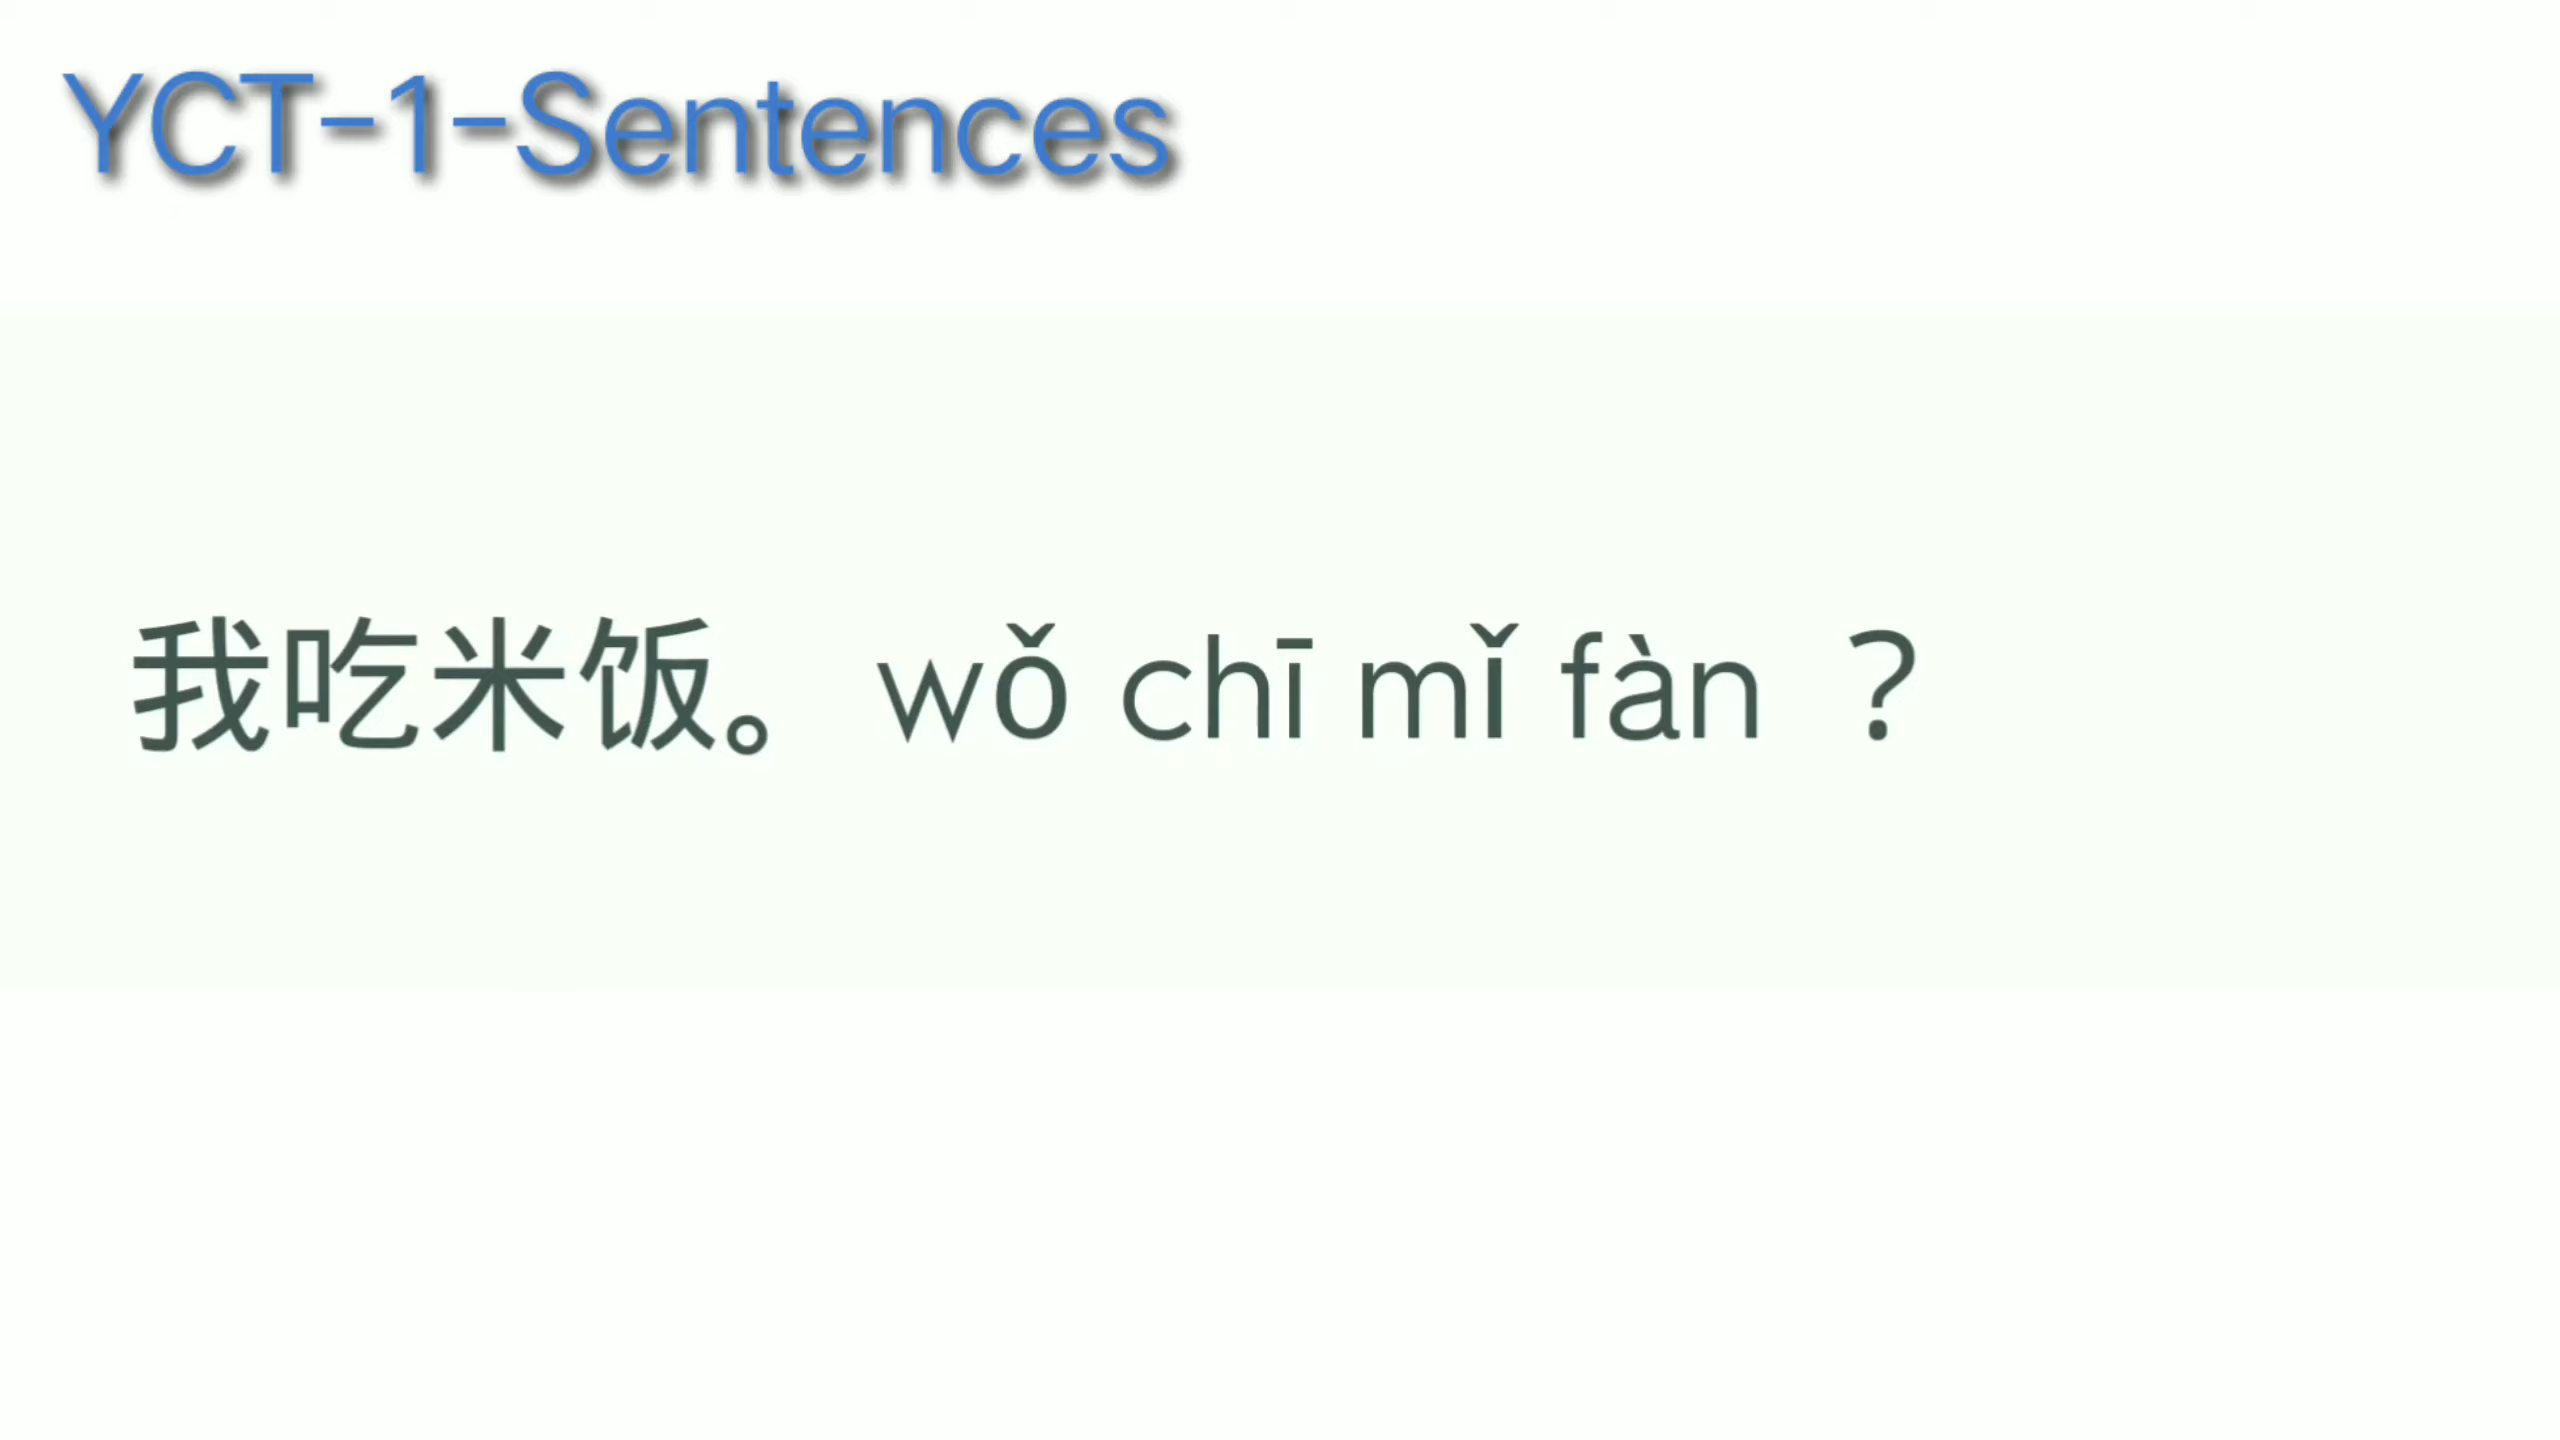 YCT-1-Sentences
我吃米饭。 wǒ chī mǐ fàn ？